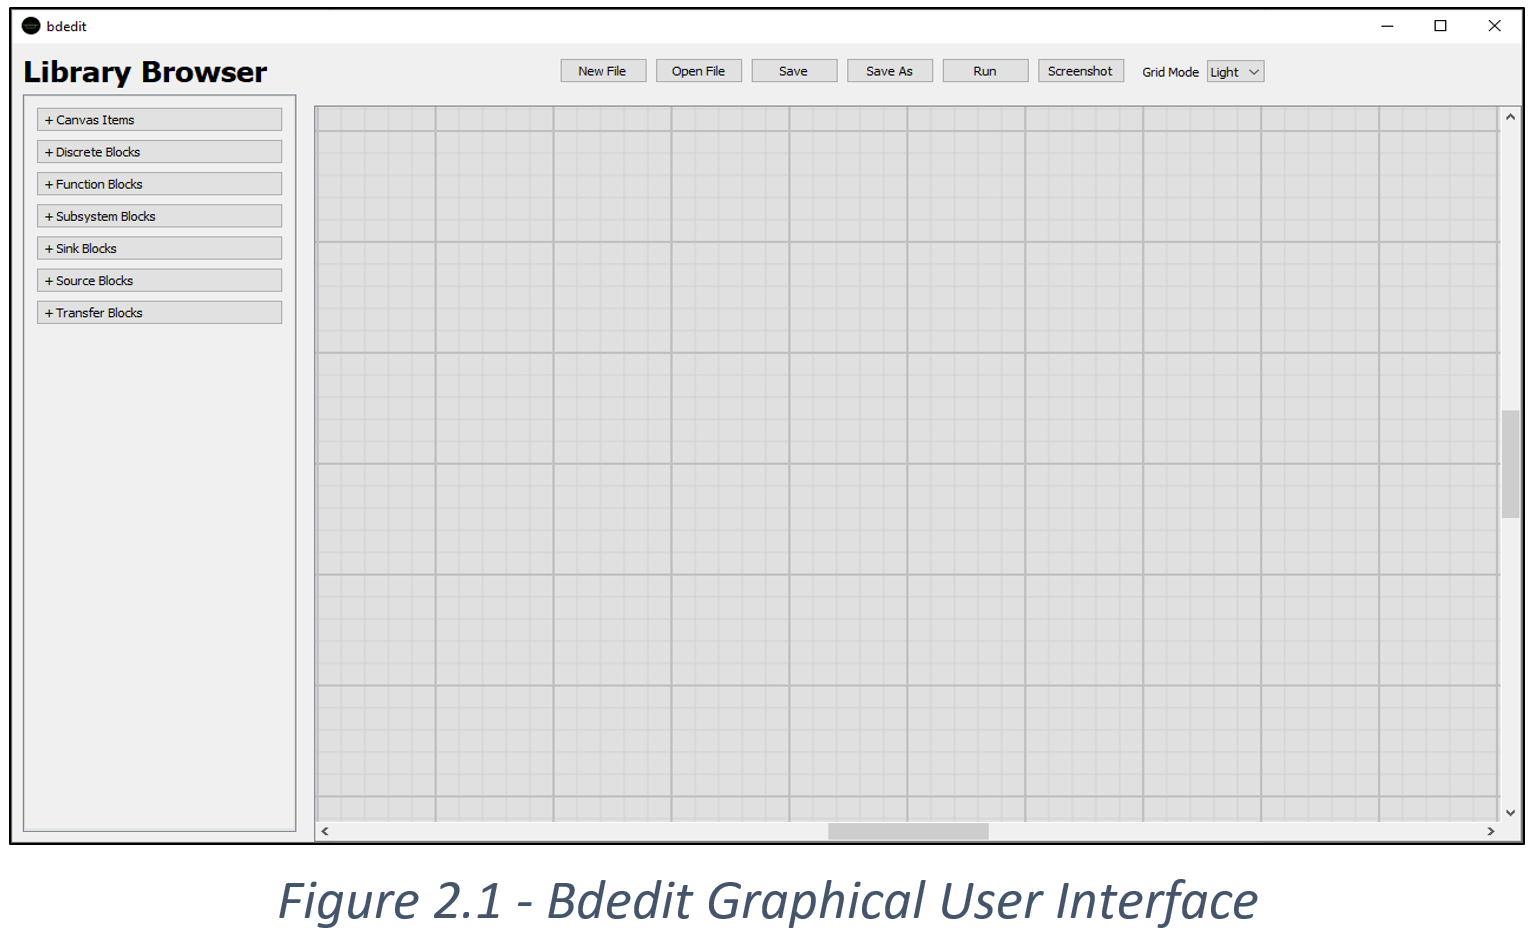 bdedit
Library Browser
New File
Open File
Save
Save As
Run
Screenshot
Grid Mode
Light
+ Canvas Items
+ Discrete Blocks
+ Function Blocks
+ Subsystem Blocks
+ Sink Blocks
+ Source Blocks
+ Transfer Blocks
Figure 2.1 - Bdedit Graphical User Interface